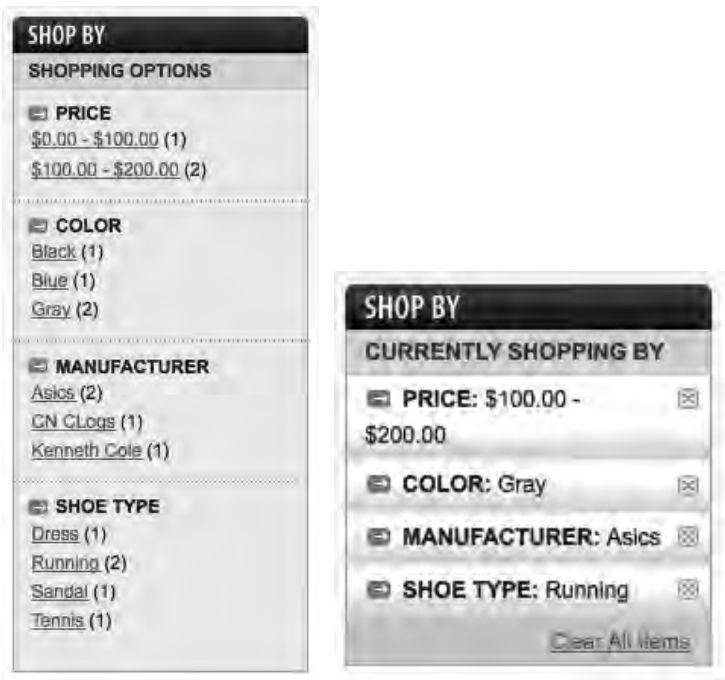 SHOP BY
SHOPPING OPTIONS
PRICE
$0.00 - $100.00 (1)
$100.00 - $200.00 (2)
COLOR
Black (1)
Blue (1)
Gray (2)
MANUFACTURER
Asics (2)
CN CLogs (1)
Kenneth Cole (1)
SHOE TYPE
Dress (1)
Running (2)
Sandal (1)
Tennis (1)
SHOP BY
CURRENTLY SHOPPING BY
PRICE: $100.00 -
$200.00
COLOR: Gray
MANUFACTURER: Asics
SHOE TYPE: Running
Clear All Items